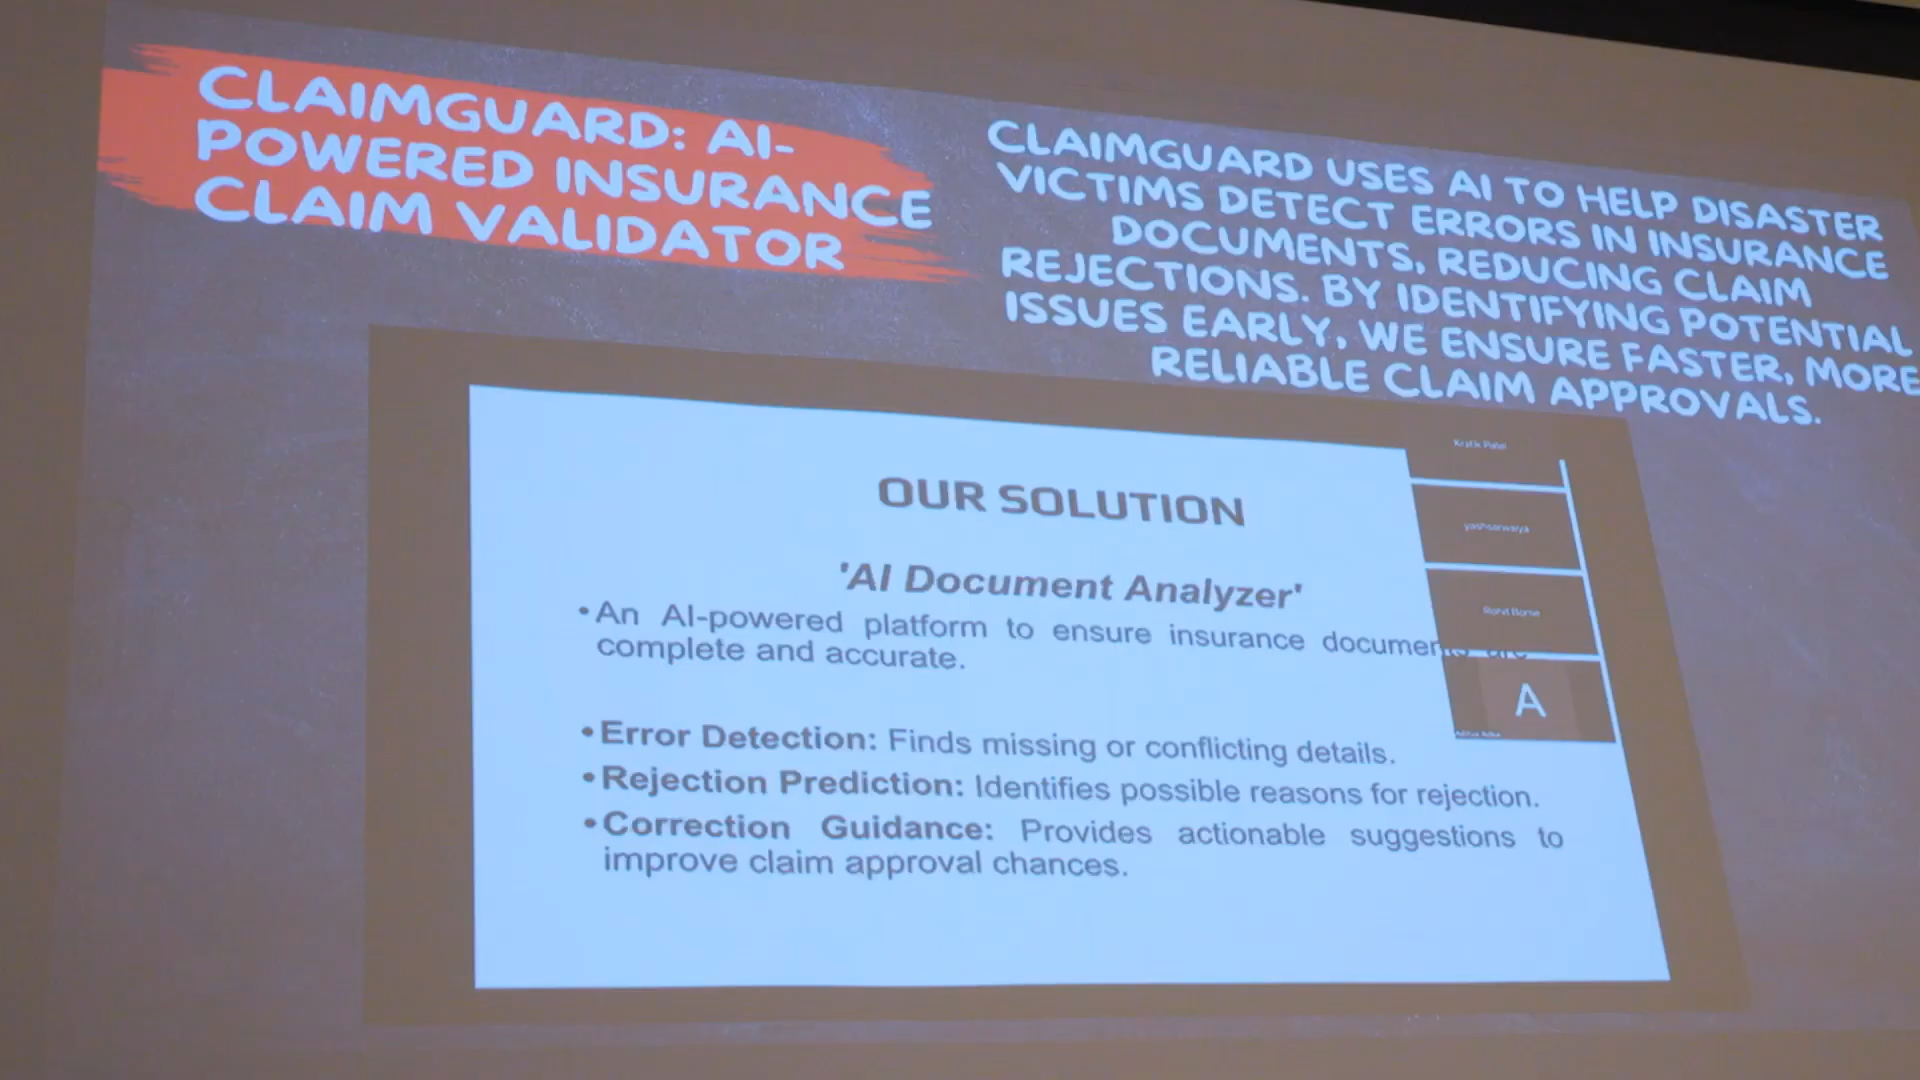 CLAIMGUARD: AI-
POWERED INSURANCE
CLAIM VALIDATOR
CLAIMGUARD USES AI TO HELP DISASTER
VICTIMS DETECT ERRORS IN INSURANCE
DOCUMENTS, REDUCING CLAIM
REJECTIONS. BY IDENTIFYING POTENTIAL
ISSUES EARLY, WE ENSURE FASTER, MORE
RELIABLE CLAIM APPROVALS.
OUR SOLUTION
'AI Document Analyzer'
•An AI-powered platform to ensure insurance documents are
complete and accurate.
•Error Detection: Finds missing or conflicting details.
•Rejection Prediction: Identifies possible reasons for rejection.
•Correction Guidance: Provides actionable suggestions to
improve claim approval chances.
Patel
A